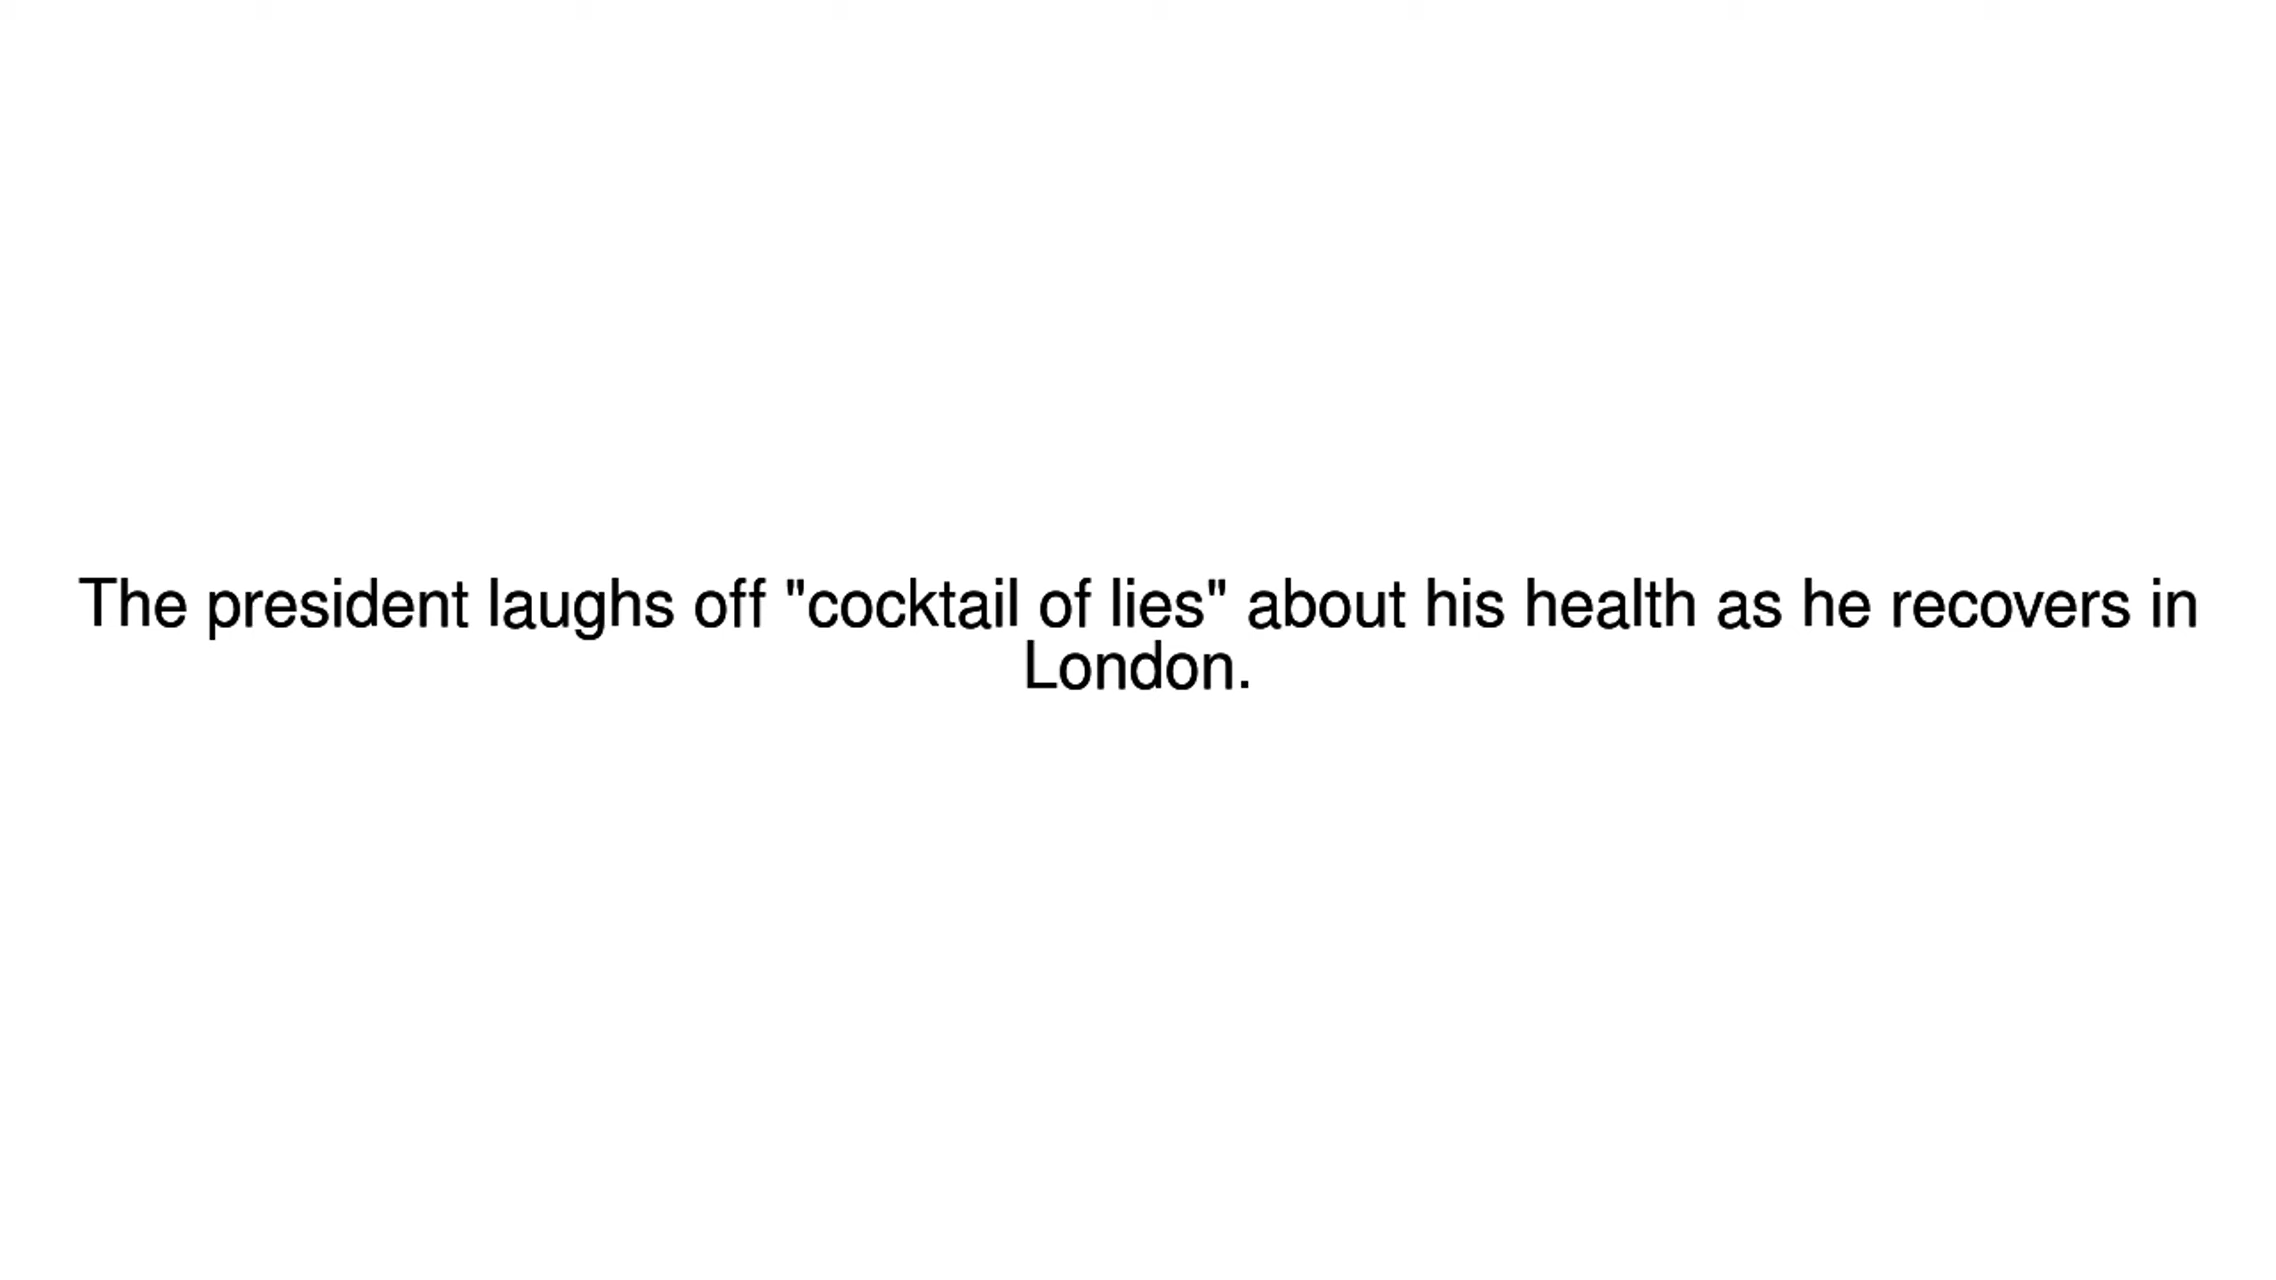 The president laughs off "cocktail of lies" about his health as he recovers in
London.